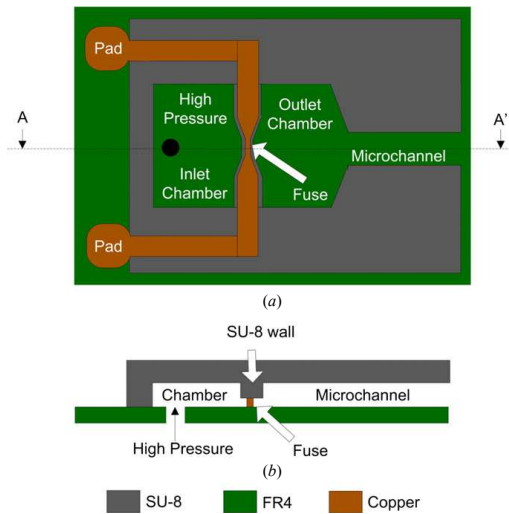 Pad
High
Pressure
Outlet
Chamber
A
A'
Microchannel
Inlet
Chamber
Fuse
Pad
(a)
SU-8 wall
Chamber
Microchannel
High Pressure
Fuse
(b)
SU-8
FR4
Copper